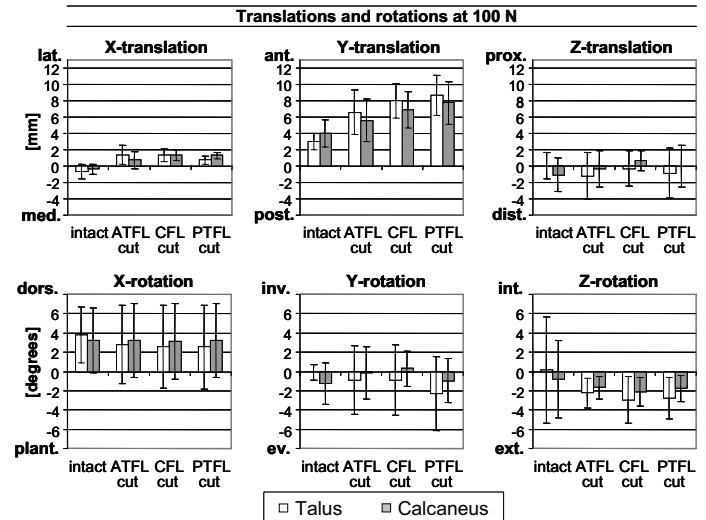 Translations and rotations at 100 N
X-translation
Y-translation
Z-translation
lat.
ant.
prox.
12
10
8
6
4
2
0
-2
-4
-6
[mm]
12
10
8
6
4
2
0
-2
-4
-6
12
10
8
6
4
2
0
-2
-4
-6
med.
post.
dist.
intact ATFL CFL PTFL
cut cut cut
intact ATFL CFL PTFL
cut cut cut
intact ATFL CFL PTFL
cut cut cut
X-rotation
Y-rotation
Z-rotation
dors.
inv.
int.
6
4
2
0
-2
-4
-6
[degrees]
6
4
2
0
-2
-4
-6
6
4
2
0
-2
-4
-6
plant.
ev.
ext.
intact ATFL CFL PTFL
cut cut cut
intact ATFL CFL PTFL
cut cut cut
intact ATFL CFL PTFL
cut cut cut
Talus Calcaneus